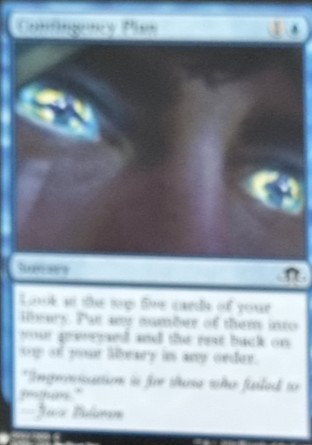 Contingency Plan
1
Sorcery
Look at the top five cards of your
library. Put any number of them into
your graveyard and the rest back on
top of your library in any order.
"Improvisation is for those who failed to
prepare."
—Jace Beleren